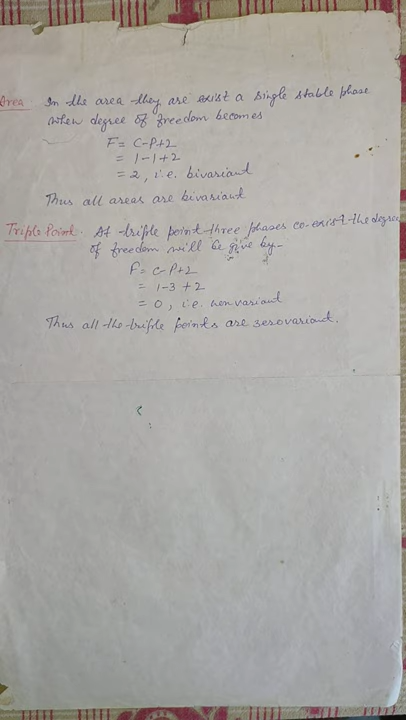 Area. In the area they are exist a single stable phase
when degree of freedom becomes
F = C-P+2
= 1-1+2
= 2, i.e. bivariant
Thus all areas are bivariant
Triple Point. At triple point three phases co-exist the degree
of freedom will be give by-
F = C-P+2
= 1-3+2
= 0, i.e. nonvariant
Thus all the triple points are zerovariant.